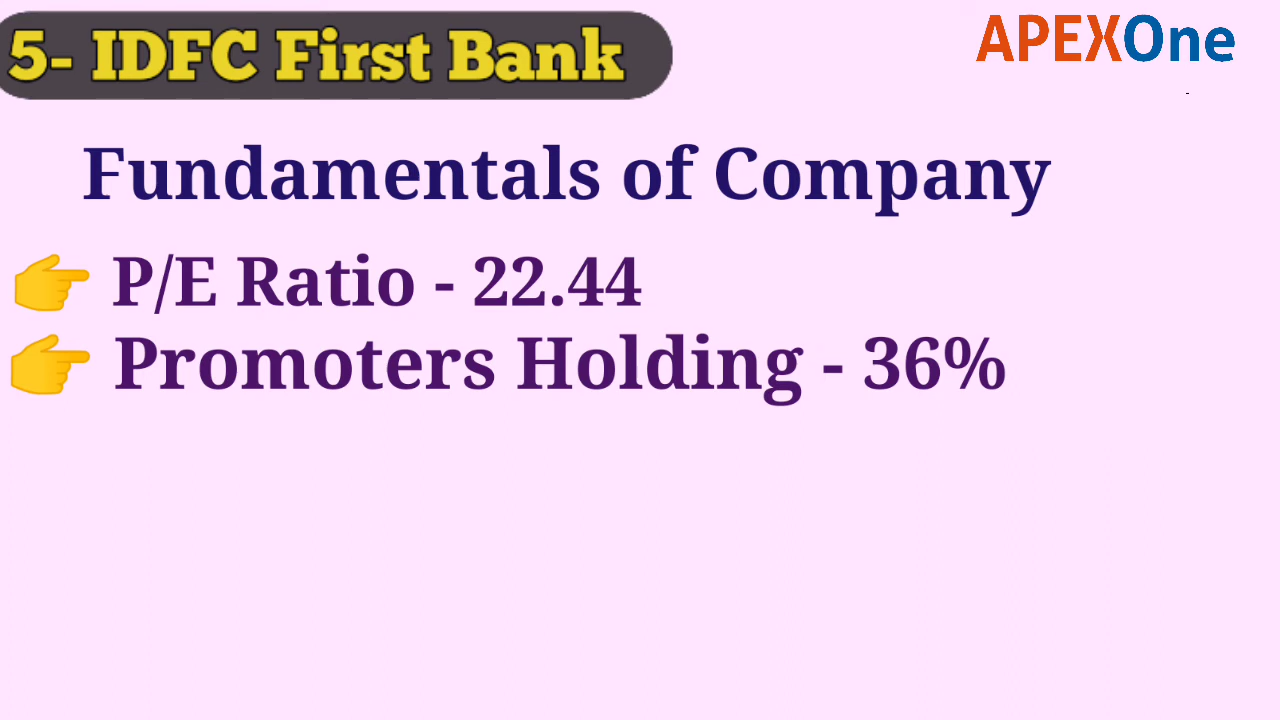 5- IDFC First Bank
APEXOne
Fundamentals of Company
👉 P/E Ratio - 22.44
👉 Promoters Holding - 36%